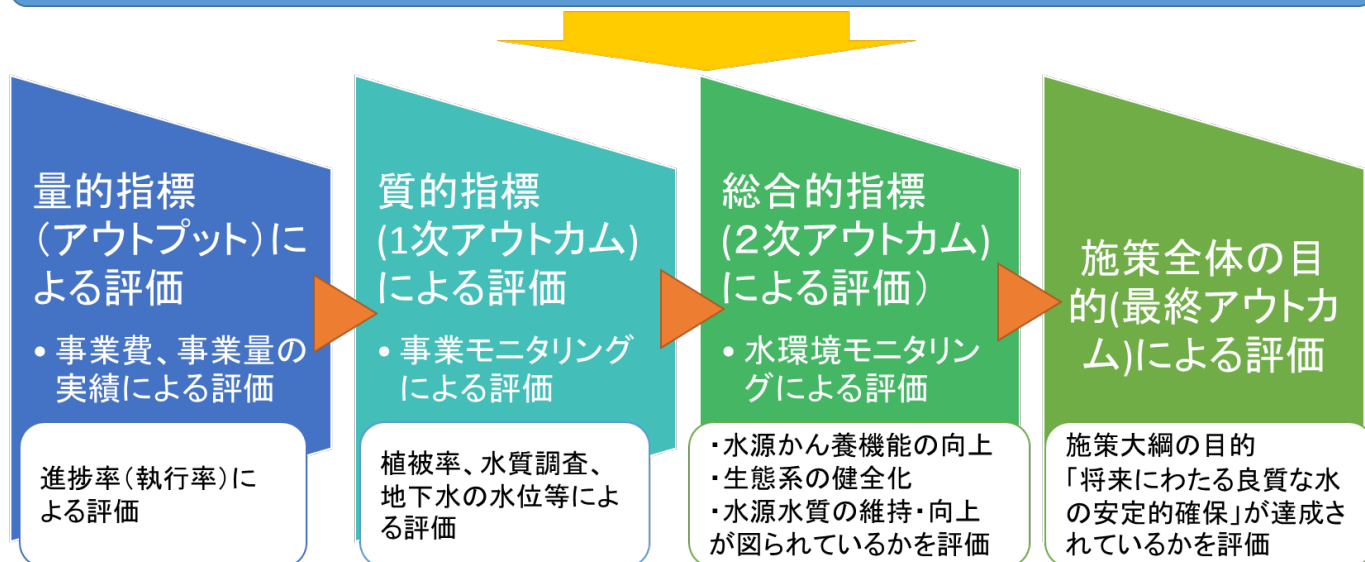 量的指標
（アウトプット）に
よる評価
• 事業費、事業量の
実績による評価
進捗率（執行率）に
よる評価
質的指標
(1次アウトカム)
による評価
• 事業モニタリング
による評価
植被率、水質調査、
地下水の水位等によ
る評価
総合的指標
(２次アウトカム)
による評価）
• 水環境モニタリン
グによる評価
・水源かん養機能の向上
・生態系の健全化
・水源水質の維持・向上
が図られているかを評価
施策全体の目
的(最終アウトカ
ム)による評価
施策大綱の目的
「将来にわたる良質な水
の安定的確保」が達成さ
れているかを評価